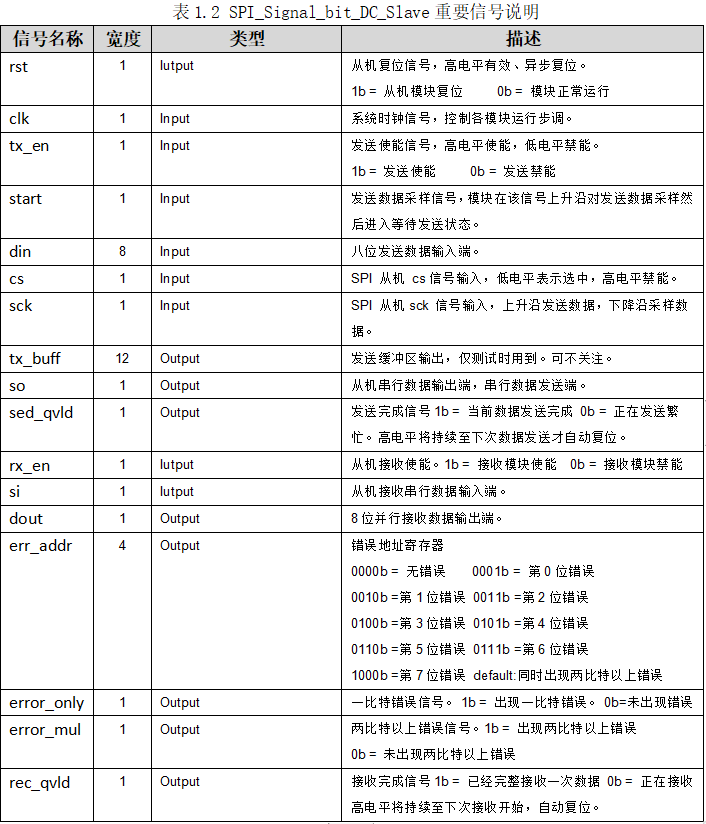 表 1.2 SPI_Signal_bit_DC_Slave 重要信号说明
信号名称 宽度 类型 描述
rst 1 Iutput 从机复位信号，高电平有效、异步复位。
1b = 从机模块复位 0b = 模块正常运行
clk 1 Input 系统时钟信号，控制各模块运行步调。
tx_en 1 Input 发送使能信号，高电平使能，低电平禁能。
1b = 发送使能 0b = 发送禁能
start 1 Input 发送数据采样信号，模块在该信号上升沿对发送数据采样然
后进入等待发送状态。
din 8 Input 八位发送数据输入端。
cs 1 Input SPI 从机 cs信号输入，低电平表示选中，高电平禁能。
sck 1 Input SPI 从机 sck 信号输入，上升沿发送数据，下降沿采样数
据。
tx_buff 12 Output 发送缓冲区输出，仅测试时用到。可不关注。
so 1 Output 从机串行数据输出端，串行数据发送端。
sed_qvld 1 Output 发送完成信号 1b = 当前数据发送完成 0b = 正在发送繁
忙。高电平将持续至下次数据发送才自动复位。
rx_en 1 Iutput 从机接收使能。1b = 接收模块使能 0b = 接收模块禁能
si 1 Iutput 从机接收串行数据输入端。
dout 1 Output 8位并行接收数据输出端。
err_addr 4 Output 错误地址寄存器
0000b = 无错误 0001b = 第 0 位错误
0010b =第 1 位错误 0011b =第 2 位错误
0100b =第 3 位错误 0101b =第 4 位错误
0110b =第 5 位错误 0111b =第 6 位错误
1000b =第 7 位错误 default:同时出现两比特以上错误
error_only 1 Output 一比特错误信号。 1b = 出现一比特错误。 0b=未出现错误
error_mul 1 Output 两比特以上错误信号。1b = 出现两比特以上错误
0b = 未出现两比特以上错误
rec_qvld 1 Output 接收完成信号 1b = 已经完整接收一次数据 0b = 正在接收
高电平将持续至下次接收开始，自动复位。